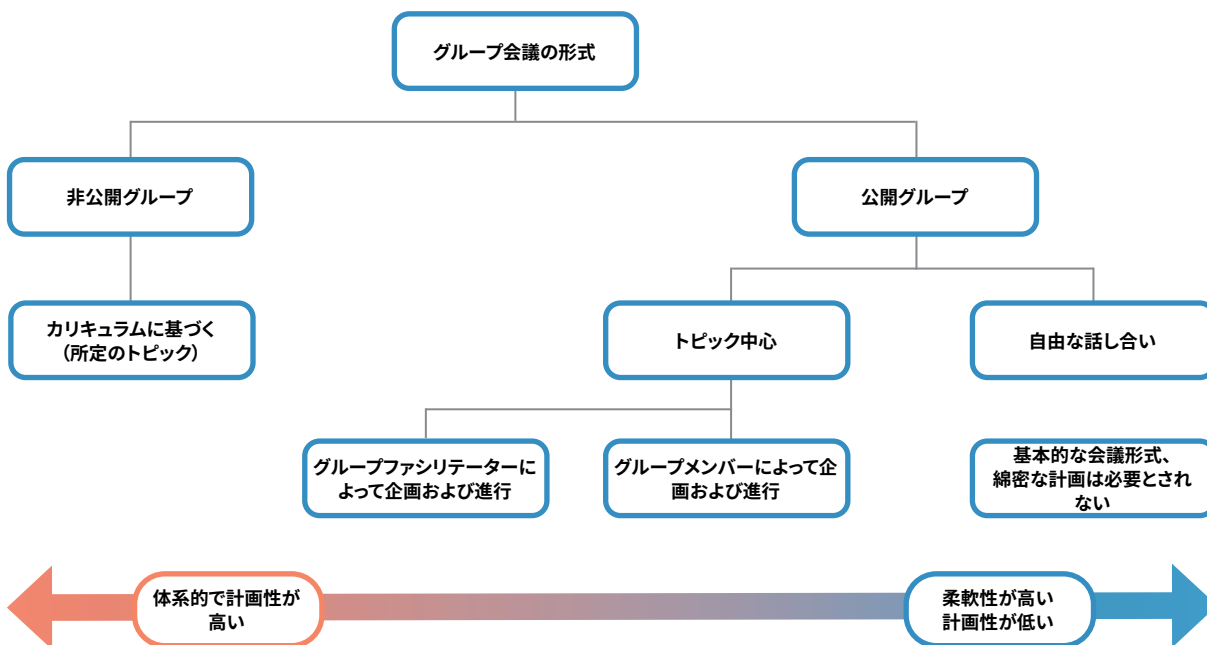 グループ会議の形式
非公開グループ
公開グループ
カリキュラムに基づく
（所定のトピック）
トピック中心
自由な話し合い
グループファシリテーターに
よって企画および進行
グループメンバーによって企
画および進行
基本的な会議形式、
綿密な計画は必要とされ
ない
体系的で計画性が
高い
柔軟性が高い
計画性が低い